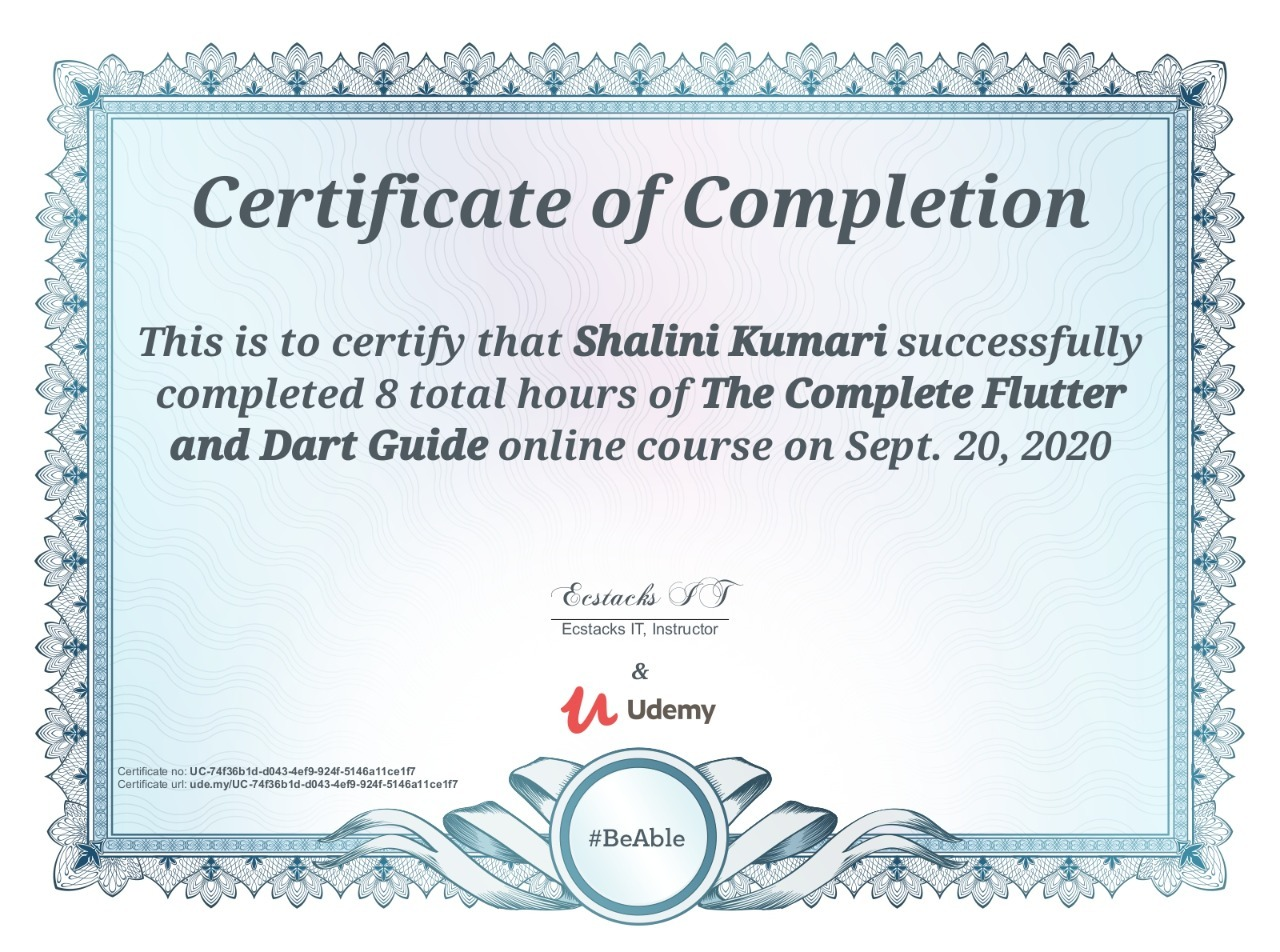 Certificate of Completion
This is to certify that Shalini Kumari successfully
completed 8 total hours of The Complete Flutter
and Dart Guide online course on Sept. 20, 2020
Ecstacks IT
Ecstacks IT, Instructor
&
Udemy
Certificate no: UC-74f36b1d-d043-4ef9-924f-5146a11ce1f7
Certificate url: ude.my/UC-74f36b1d-d043-4ef9-924f-5146a11ce1f7
#BeAble